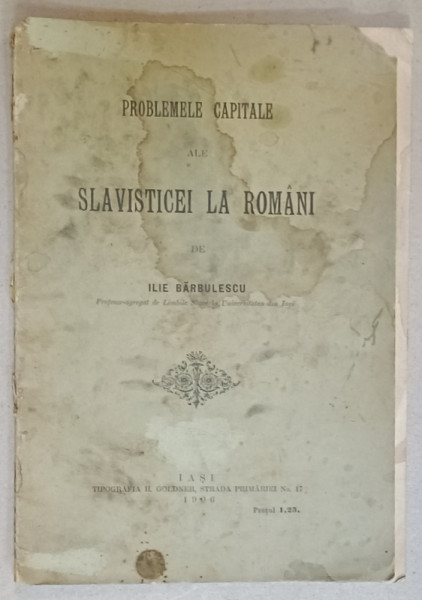 PROBLEMELE CAPITALE
ALE
SLAVISTICEI LA ROMÂNI
DE
ILIE BĂRBULESCU
Profesor-agregat de Limbile Slave la Universitatea din Iași
IAȘI
TIPOGRAFIA H. GOLDNER, STRADA PRIMĂRIEI No. 17
1906
Prețul 1,25.